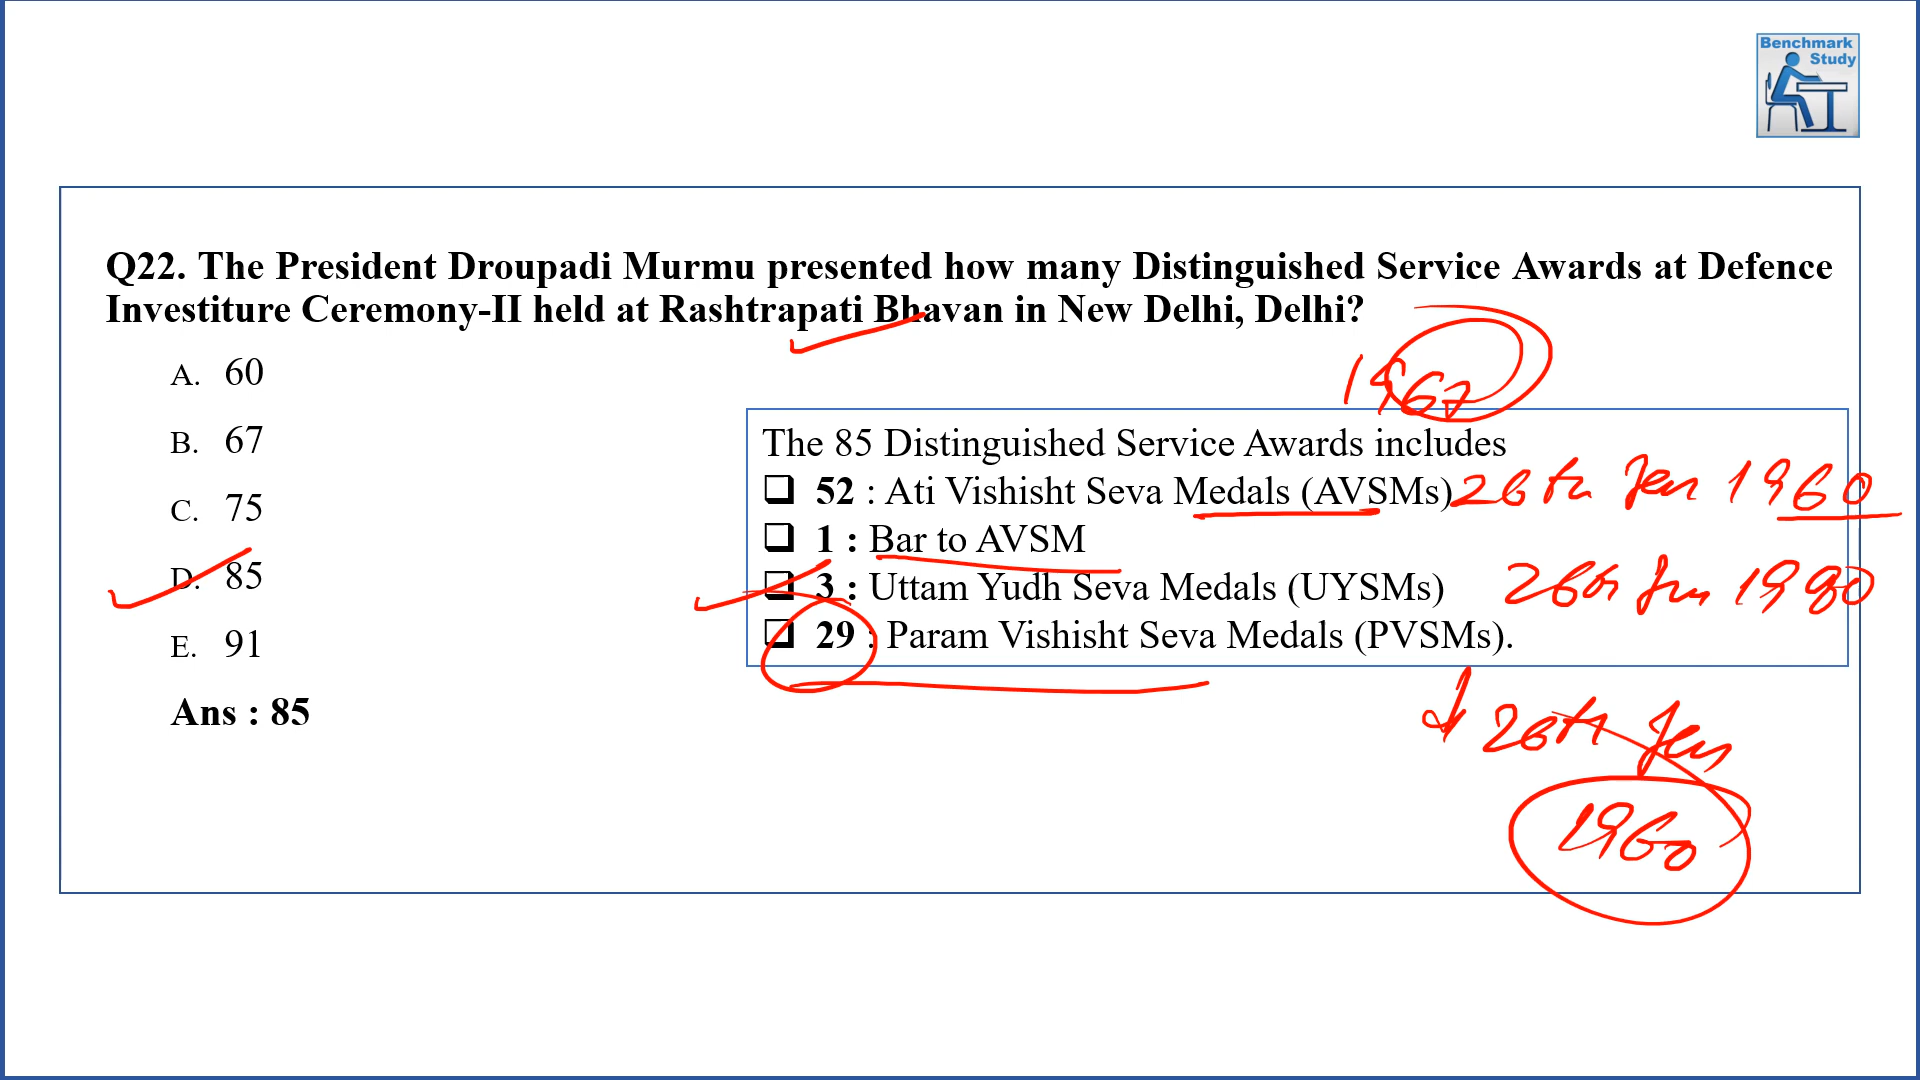 Benchmark
Study
Q22. The President Droupadi Murmu presented how many Distinguished Service Awards at Defence
Investiture Ceremony-II held at Rashtrapati Bhavan in New Delhi, Delhi?
A. 60
B. 67
C. 75
D. 85
E. 91
Ans : 85
1967
The 85 Distinguished Service Awards includes
52 : Ati Vishisht Seva Medals (AVSMs) 26th Jan 1960
1 : Bar to AVSM
3 : Uttam Yudh Seva Medals (UYSMs) 26th Jan 1980
29 : Param Vishisht Seva Medals (PVSMs).
26th Jan
1960